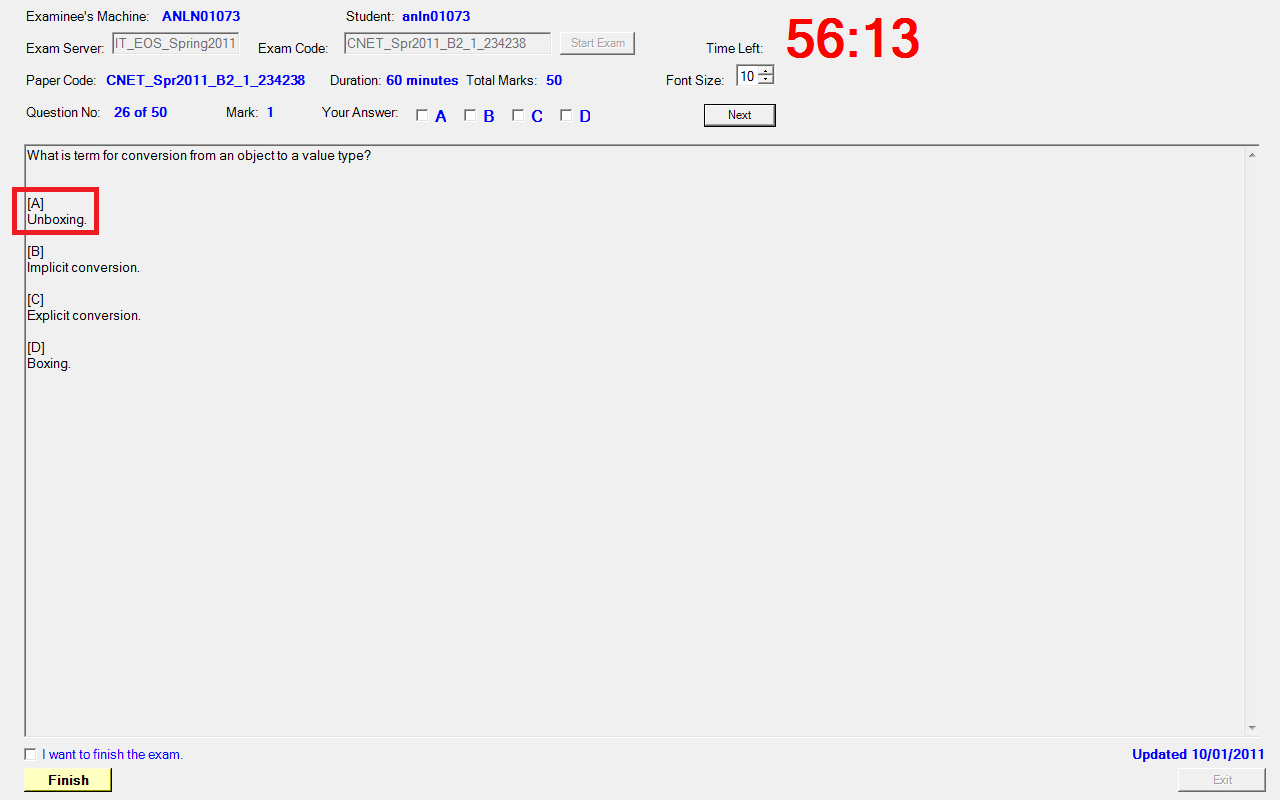 Examinee's Machine: ANLN01073 Student: anln01073
Exam Server: IT_EOS_Spring2011 Exam Code: CNET_Spr2011_B2_1_234238 Start Exam Time Left: 56:13
Paper Code: CNET_Spr2011_B2_1_234238 Duration: 60 minutes Total Marks: 50 Font Size: 10
Question No: 26 of 50 Mark: 1 Your Answer: A B C D Next
What is term for conversion from an object to a value type?
[A]
Unboxing.
[B]
Implicit conversion.
[C]
Explicit conversion.
[D]
Boxing.
I want to finish the exam. Updated 10/01/2011
Finish Exit